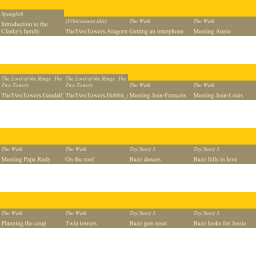 Spanglish
Introduction to the
Clasky's family
[Film/season title]
TheTwoTowers.Aragorn
The Walk
Getting an interphone
The Walk
Meeting Annie
The Lord of the Rings: The
Two Towers
TheTwoTowers.Gandalf_
The Lord of the Rings: The
Two Towers
TheTwoTowers.Hobbit_
The Walk
Meeting Jean-François
The Walk
Meeting Jean-Louis
The Walk
Meeting Papa Rudy
The Walk
On the roof
Toy Story 3
Buzz dances
Toy Story 3
Buzz falls in love
The Walk
Planning the coup
The Walk
Twin towers
Toy Story 3
Buzz gets reset
Toy Story 3
Buzz looks for Jessie